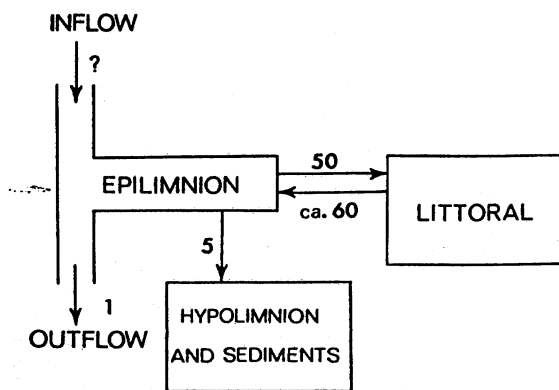 INFLOW
?
50
EPILIMNION
ca. 60
LITTORAL
5
HYPOLIMNION
AND SEDIMENTS
1
OUTFLOW